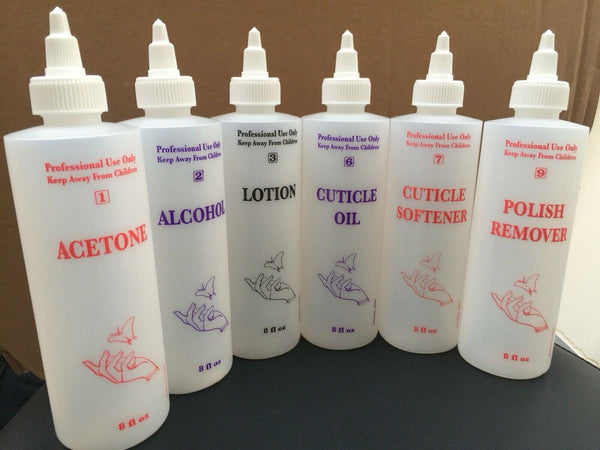 Professional Use Only
Keep Away From Children
1
ACETONE
8 fl oz
Professional Use Only
Keep Away From Children
2
ALCOHOL
8 fl oz
Professional Use Only
Keep Away From Children
3
LOTION
8 fl oz
Professional Use Only
Keep Away From Children
6
CUTICLE
OIL
8 fl oz
Professional Use Only
Keep Away From Children
7
CUTICLE
SOFTENER
8 fl oz
Professional Use Only
Keep Away From Children
9
POLISH
REMOVER
8 fl oz